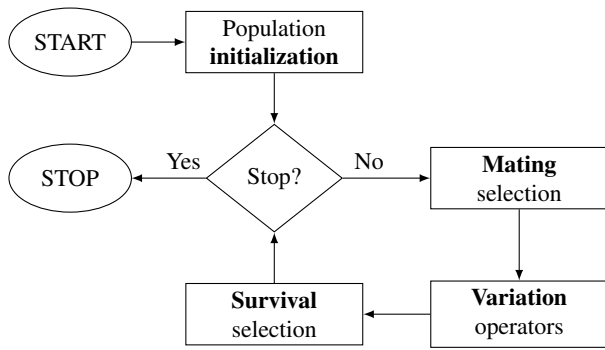 START
Population
initialization
Yes
No
STOP
Stop?
Mating
selection
Survival
selection
Variation
operators